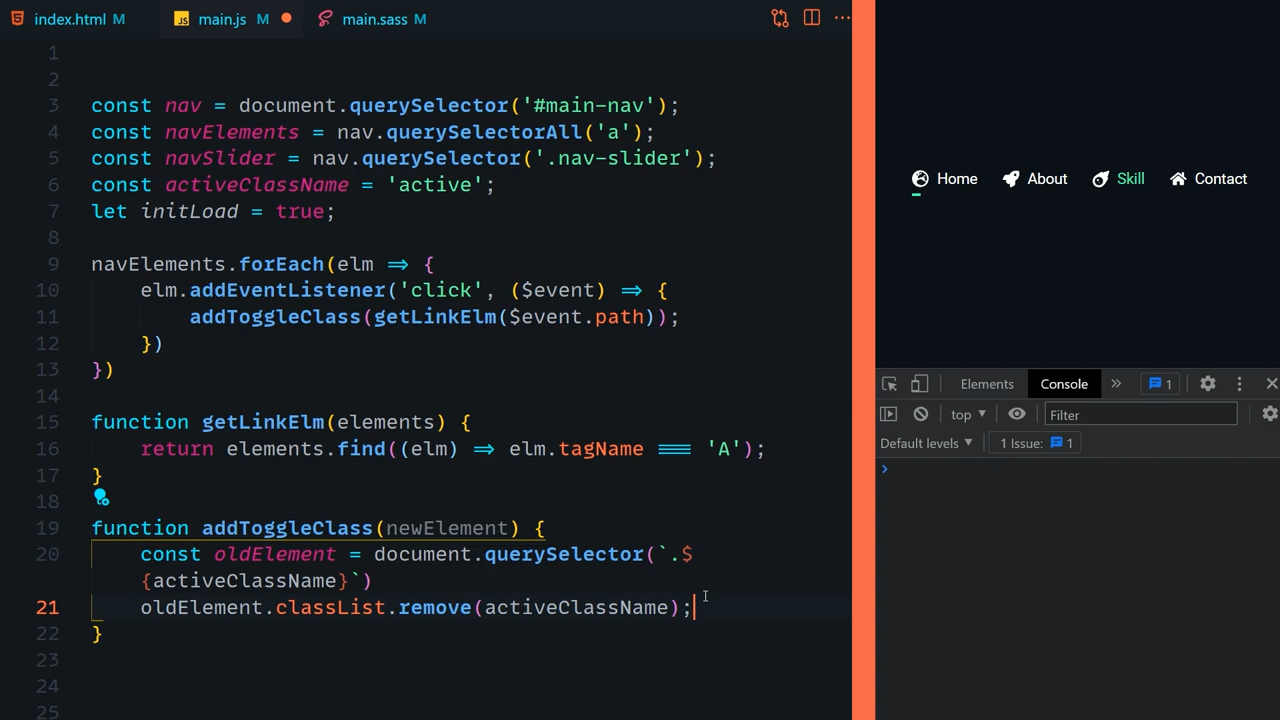 index.html M
JS main.js M
main.sass M
1
2
3 const nav = document.querySelector('#main-nav');
4 const navElements = nav.querySelectorAll('a');
5 const navSlider = nav.querySelector('.nav-slider');
6 const activeClassName = 'active';
7 let initLoad = true;
8
9 navElements.forEach(elm => {
10 elm.addEventListener('click', ($event) => {
11 addToggleClass(getLinkElm($event.path));
12 })
13 })
14
15 function getLinkElm(elements) {
16 return elements.find((elm) => elm.tagName === 'A');
17 }
18
19 function addToggleClass(newElement) {
20 const oldElement = document.querySelector(`.$
{activeClassName}`)
21 oldElement.classList.remove(activeClassName);
22 }
23
24
25
Home About Skill Contact
Elements Console » 1
top Filter
Default levels 1 Issue: 1